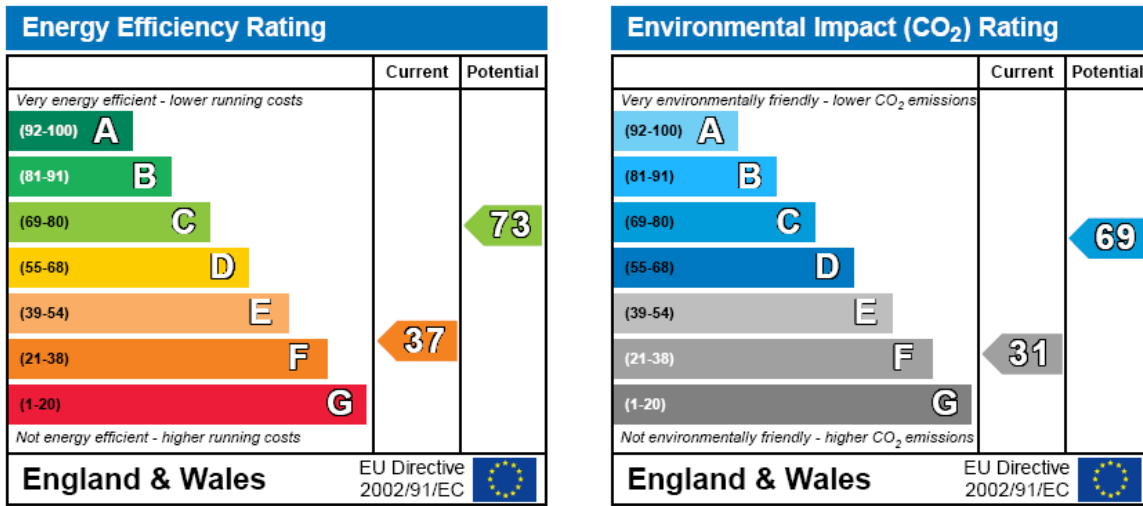 Energy Efficiency Rating
Current Potential
Very energy efficient - lower running costs
(92-100) A
(81-91) B
(69-80) C
73
(55-68) D
(39-54) E
37
(21-38) F
(1-20) G
Not energy efficient - higher running costs
England & Wales
EU Directive
2002/91/EC
Environmental Impact (CO2) Rating
Current Potential
Very environmentally friendly - lower CO2 emissions
(92-100) A
(81-91) B
(69-80) C
69
(55-68) D
(39-54) E
(21-38) F
31
(1-20) G
Not environmentally friendly - higher CO2 emissions
England & Wales
EU Directive
2002/91/EC